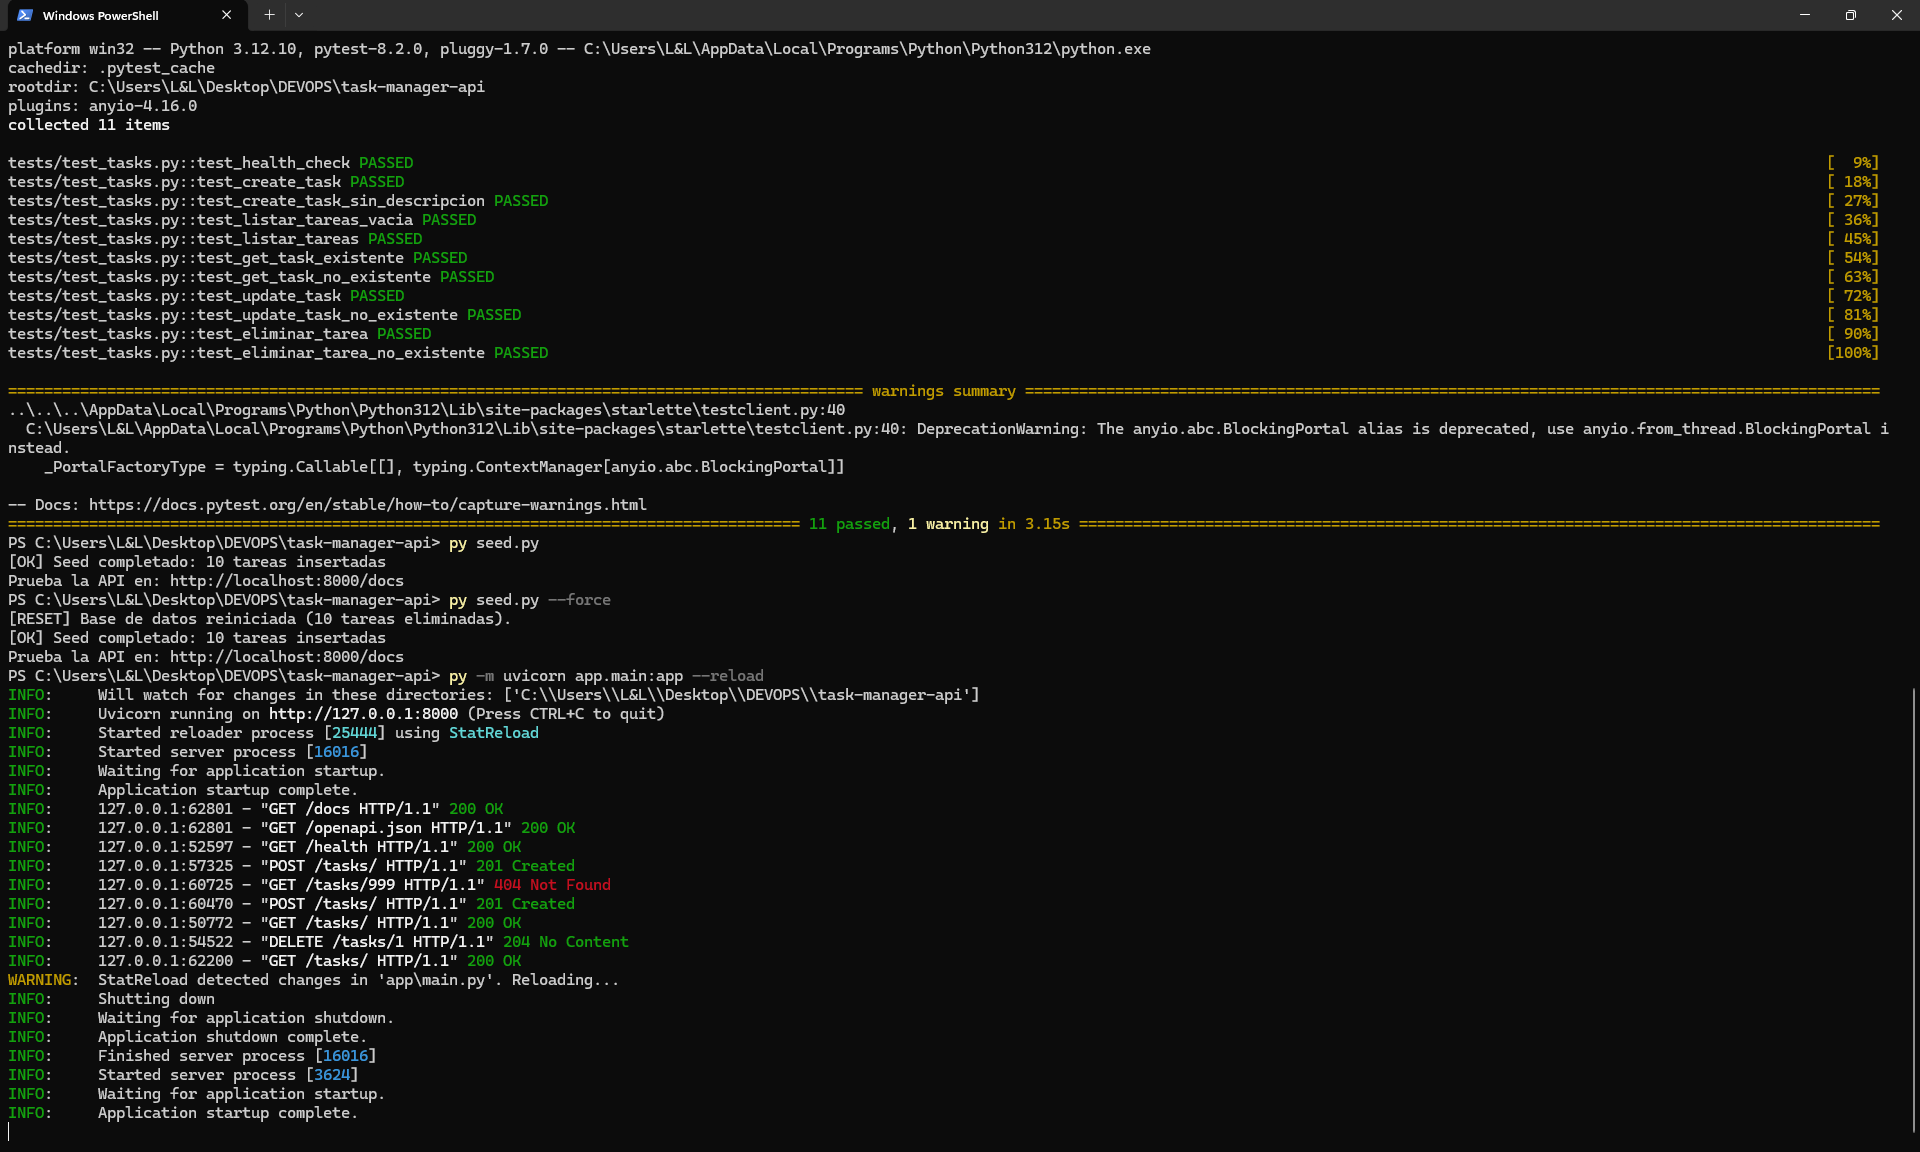 Windows PowerShell
platform win32 -- Python 3.12.10, pytest-8.2.0, pluggy-1.7.0 -- C:\Users\L&L\AppData\Local\Programs\Python\Python312\python.exe
cachedir: .pytest_cache
rootdir: C:\Users\L&L\Desktop\DEVOPS\task-manager-api
plugins: anyio-4.16.0
collected 11 items
tests/test_tasks.py::test_health_check PASSED [  9%]
tests/test_tasks.py::test_create_task PASSED [ 18%]
tests/test_tasks.py::test_create_task_sin_descripcion PASSED [ 27%]
tests/test_tasks.py::test_listar_tareas_vacia PASSED [ 36%]
tests/test_tasks.py::test_listar_tareas PASSED [ 45%]
tests/test_tasks.py::test_get_task_existente PASSED [ 54%]
tests/test_tasks.py::test_get_task_no_existente PASSED [ 63%]
tests/test_tasks.py::test_update_task PASSED [ 72%]
tests/test_tasks.py::test_update_task_no_existente PASSED [ 81%]
tests/test_tasks.py::test_eliminar_tarea PASSED [ 90%]
tests/test_tasks.py::test_eliminar_tarea_no_existente PASSED [100%]
=============================================================================================== warnings summary ===============================================================================================
..\..\..\AppData\Local\Programs\Python\Python312\Lib\site-packages\starlette\testclient.py:40
  C:\Users\L&L\AppData\Local\Programs\Python\Python312\Lib\site-packages\starlette\testclient.py:40: DeprecationWarning: The anyio.abc.BlockingPortal alias is deprecated, use anyio.from_thread.BlockingPortal i
nstead.
    _PortalFactoryType = typing.Callable[[], typing.ContextManager[anyio.abc.BlockingPortal]]
-- Docs: https://docs.pytest.org/en/stable/how-to/capture-warnings.html
======================================================================================== 11 passed, 1 warning in 3.15s =========================================================================================
PS C:\Users\L&L\Desktop\DEVOPS\task-manager-api> py seed.py
[OK] Seed completado: 10 tareas insertadas
Prueba la API en: http://localhost:8000/docs
PS C:\Users\L&L\Desktop\DEVOPS\task-manager-api> py seed.py --force
[RESET] Base de datos reiniciada (10 tareas eliminadas).
[OK] Seed completado: 10 tareas insertadas
Prueba la API en: http://localhost:8000/docs
PS C:\Users\L&L\Desktop\DEVOPS\task-manager-api> py -m uvicorn app.main:app --reload
INFO:     Will watch for changes in these directories: ['C:\\Users\\L&L\\Desktop\\DEVOPS\\task-manager-api']
INFO:     Uvicorn running on http://127.0.0.1:8000 (Press CTRL+C to quit)
INFO:     Started reloader process [25444] using StatReload
INFO:     Started server process [16016]
INFO:     Waiting for application startup.
INFO:     Application startup complete.
INFO:     127.0.0.1:62801 - "GET /docs HTTP/1.1" 200 OK
INFO:     127.0.0.1:62801 - "GET /openapi.json HTTP/1.1" 200 OK
INFO:     127.0.0.1:52597 - "GET /health HTTP/1.1" 200 OK
INFO:     127.0.0.1:57325 - "POST /tasks/ HTTP/1.1" 201 Created
INFO:     127.0.0.1:60725 - "GET /tasks/999 HTTP/1.1" 404 Not Found
INFO:     127.0.0.1:60470 - "POST /tasks/ HTTP/1.1" 201 Created
INFO:     127.0.0.1:50772 - "GET /tasks/ HTTP/1.1" 200 OK
INFO:     127.0.0.1:54522 - "DELETE /tasks/1 HTTP/1.1" 204 No Content
INFO:     127.0.0.1:62200 - "GET /tasks/ HTTP/1.1" 200 OK
WARNING:  StatReload detected changes in 'app\main.py'. Reloading...
INFO:     Shutting down
INFO:     Waiting for application shutdown.
INFO:     Application shutdown complete.
INFO:     Finished server process [16016]
INFO:     Started server process [3624]
INFO:     Waiting for application startup.
INFO:     Application startup complete.